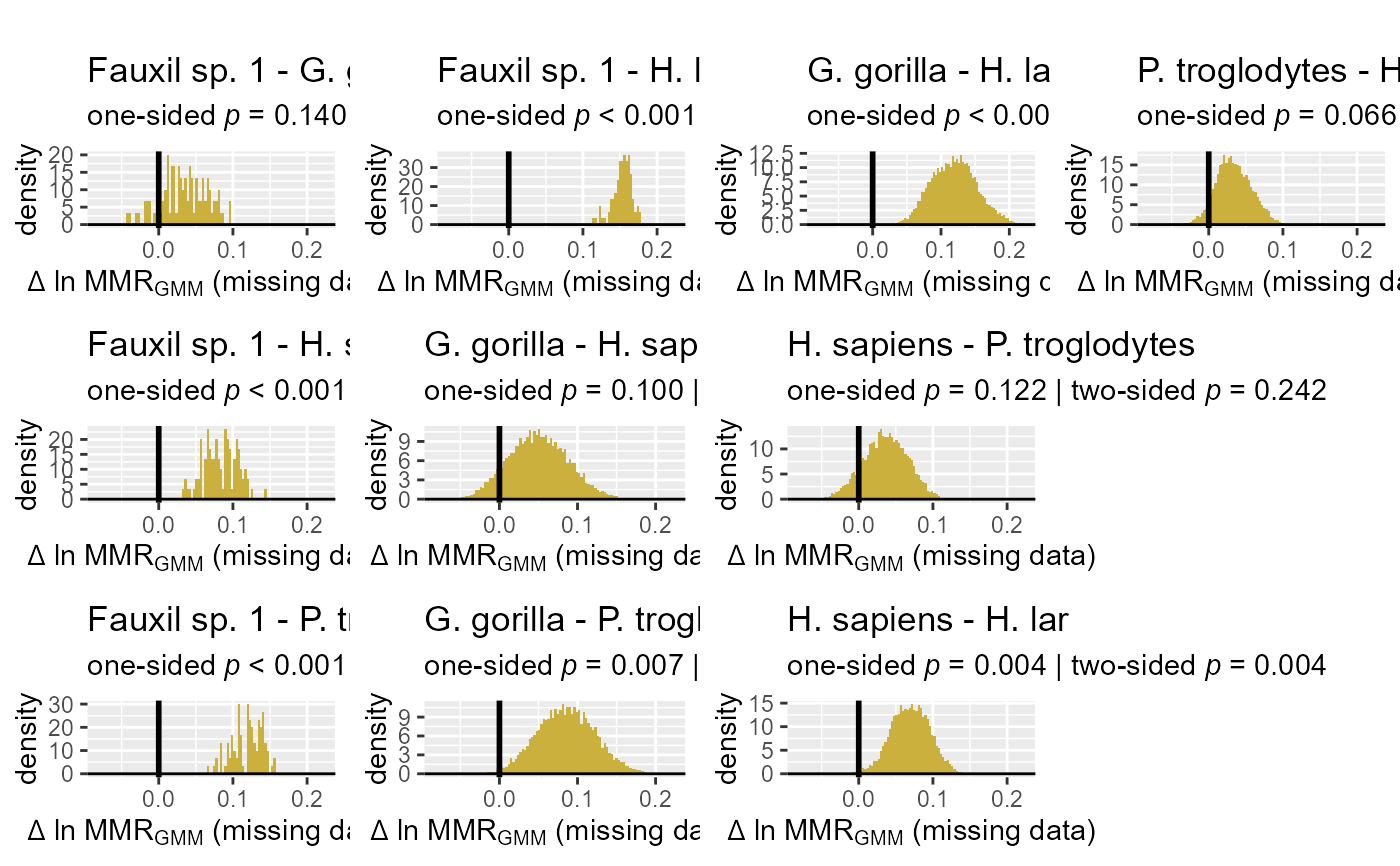 Fauxil sp. 1 - G.
one-sided p = 0.140
density
20
15
10
5
0
0.0 0.1 0.2
Δ ln MMR_GMM (missing da
Fauxil sp. 1 - H. l
one-sided p < 0.001
density
30
20
10
0
0.0 0.1 0.2
Δ ln MMR_GMM (missing da
G. gorilla - H. la
one-sided p < 0.00
density
12.5
10.0
7.5
5.0
2.5
0.0
0.0 0.1 0.2
Δ ln MMR_GMM (missing
P. troglodytes - H
one-sided p = 0.066
density
15
10
5
0
0.0 0.1 0.2
Δ ln MMR_GMM (missing da
Fauxil sp. 1 - H. s
one-sided p < 0.001
density
20
15
10
5
0
0.0 0.1 0.2
Δ ln MMR_GMM (missing da
G. gorilla - H. sap
one-sided p = 0.100 |
density
9
6
3
0
0.0 0.1 0.2
Δ ln MMR_GMM (missing da
H. sapiens - P. troglodytes
one-sided p = 0.122 | two-sided p = 0.242
density
10
5
0
0.0 0.1 0.2
Δ ln MMR_GMM (missing data)
Fauxil sp. 1 - P. t
one-sided p < 0.001
density
30
20
10
0
0.0 0.1 0.2
Δ ln MMR_GMM (missing da
G. gorilla - P. trogl
one-sided p = 0.007 |
density
9
6
3
0
0.0 0.1 0.2
Δ ln MMR_GMM (missing da
H. sapiens - H. lar
one-sided p = 0.004 | two-sided p = 0.004
density
15
10
5
0
0.0 0.1 0.2
Δ ln MMR_GMM (missing data)